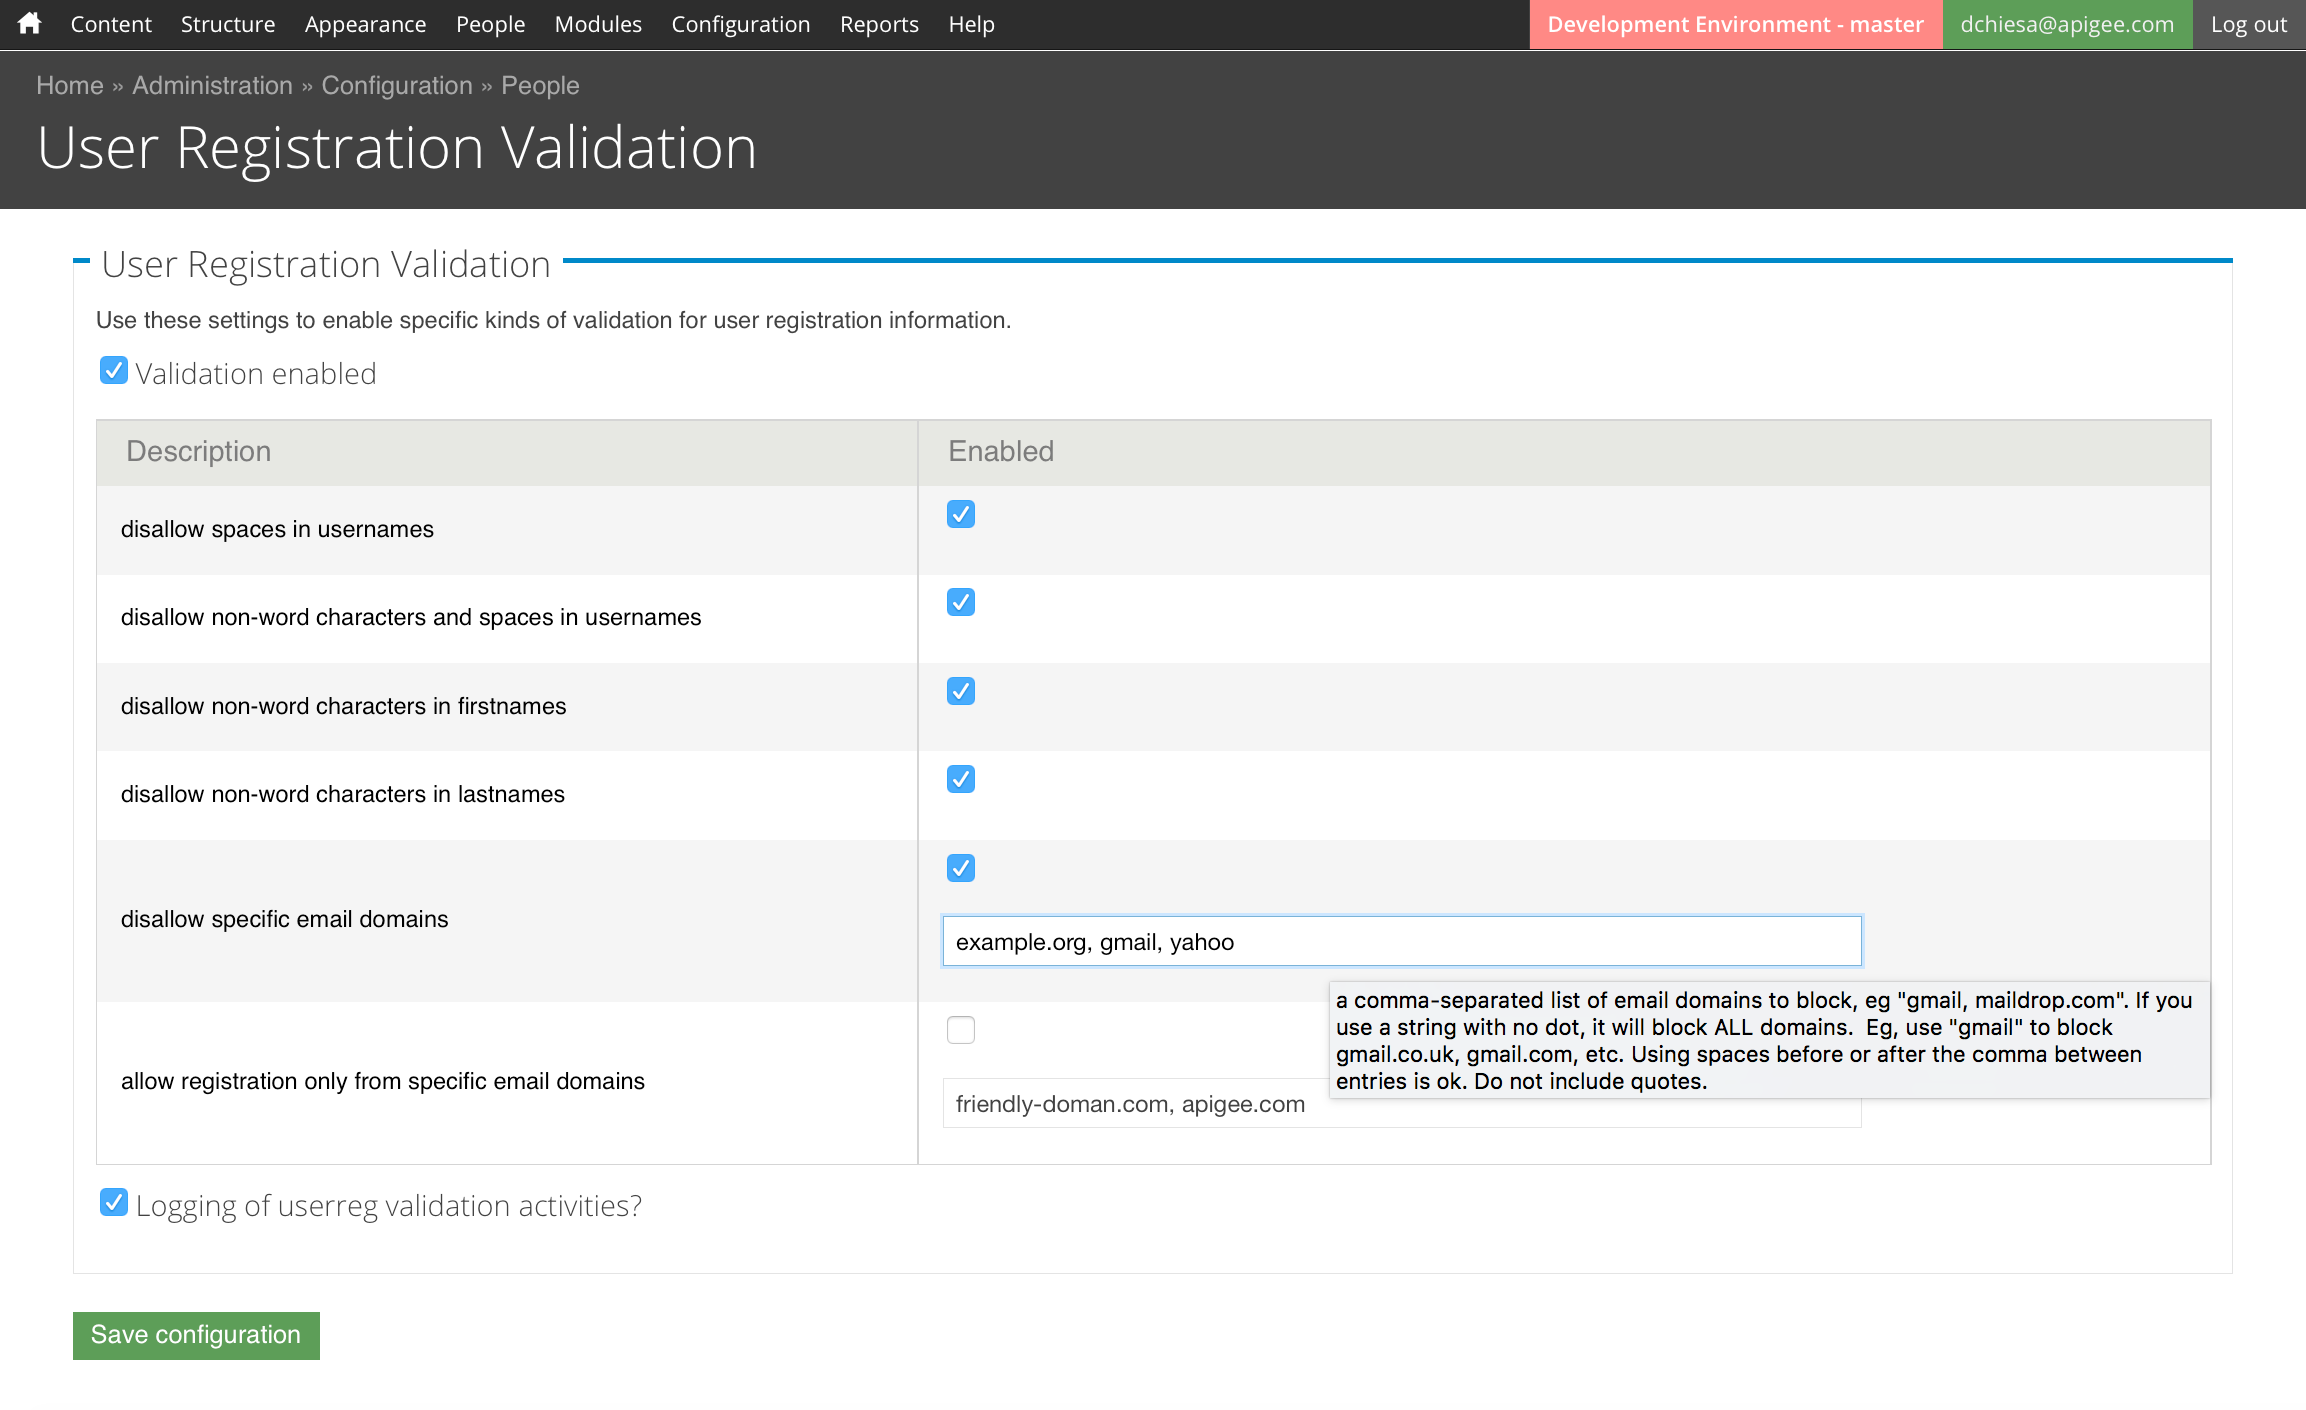 Content Structure Appearance People Modules Configuration Reports Help Development Environment - master dchiesa@apigee.com Log out
Home » Administration » Configuration » People
User Registration Validation
User Registration Validation
Use these settings to enable specific kinds of validation for user registration information.
Validation enabled
Description Enabled
disallow spaces in usernames
disallow non-word characters and spaces in usernames
disallow non-word characters in firstnames
disallow non-word characters in lastnames
disallow specific email domains
example.org, gmail, yahoo
a comma-separated list of email domains to block, eg "gmail, maildrop.com". If you
use a string with no dot, it will block ALL domains.  Eg, use "gmail" to block
gmail.co.uk, gmail.com, etc. Using spaces before or after the comma between
entries is ok. Do not include quotes.
allow registration only from specific email domains
friendly-doman.com, apigee.com
Logging of userreg validation activities?
Save configuration